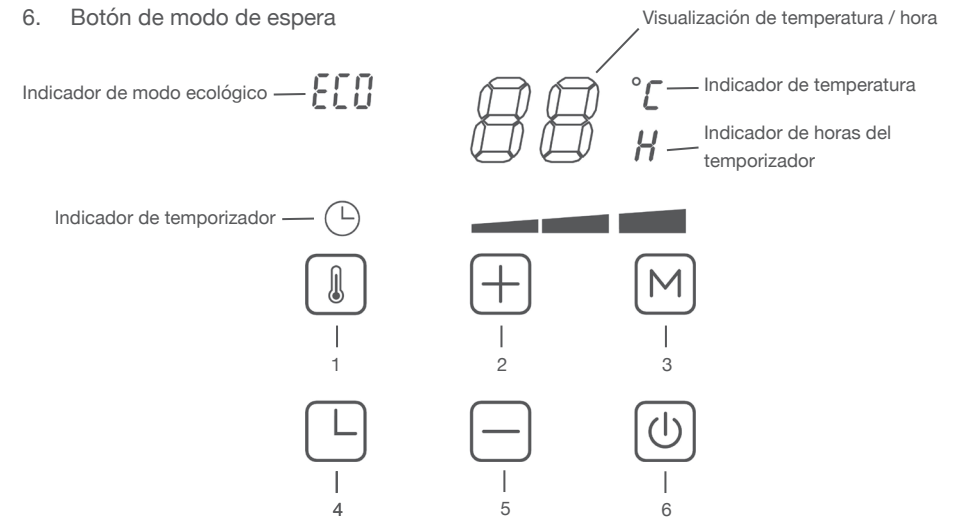 6. Botón de modo de espera
Visualización de temperatura / hora
Indicador de modo ecológico
ECO
88
°C
Indicador de temperatura
H
Indicador de horas del
temporizador
Indicador de temporizador
M
1
2
3
4
5
6